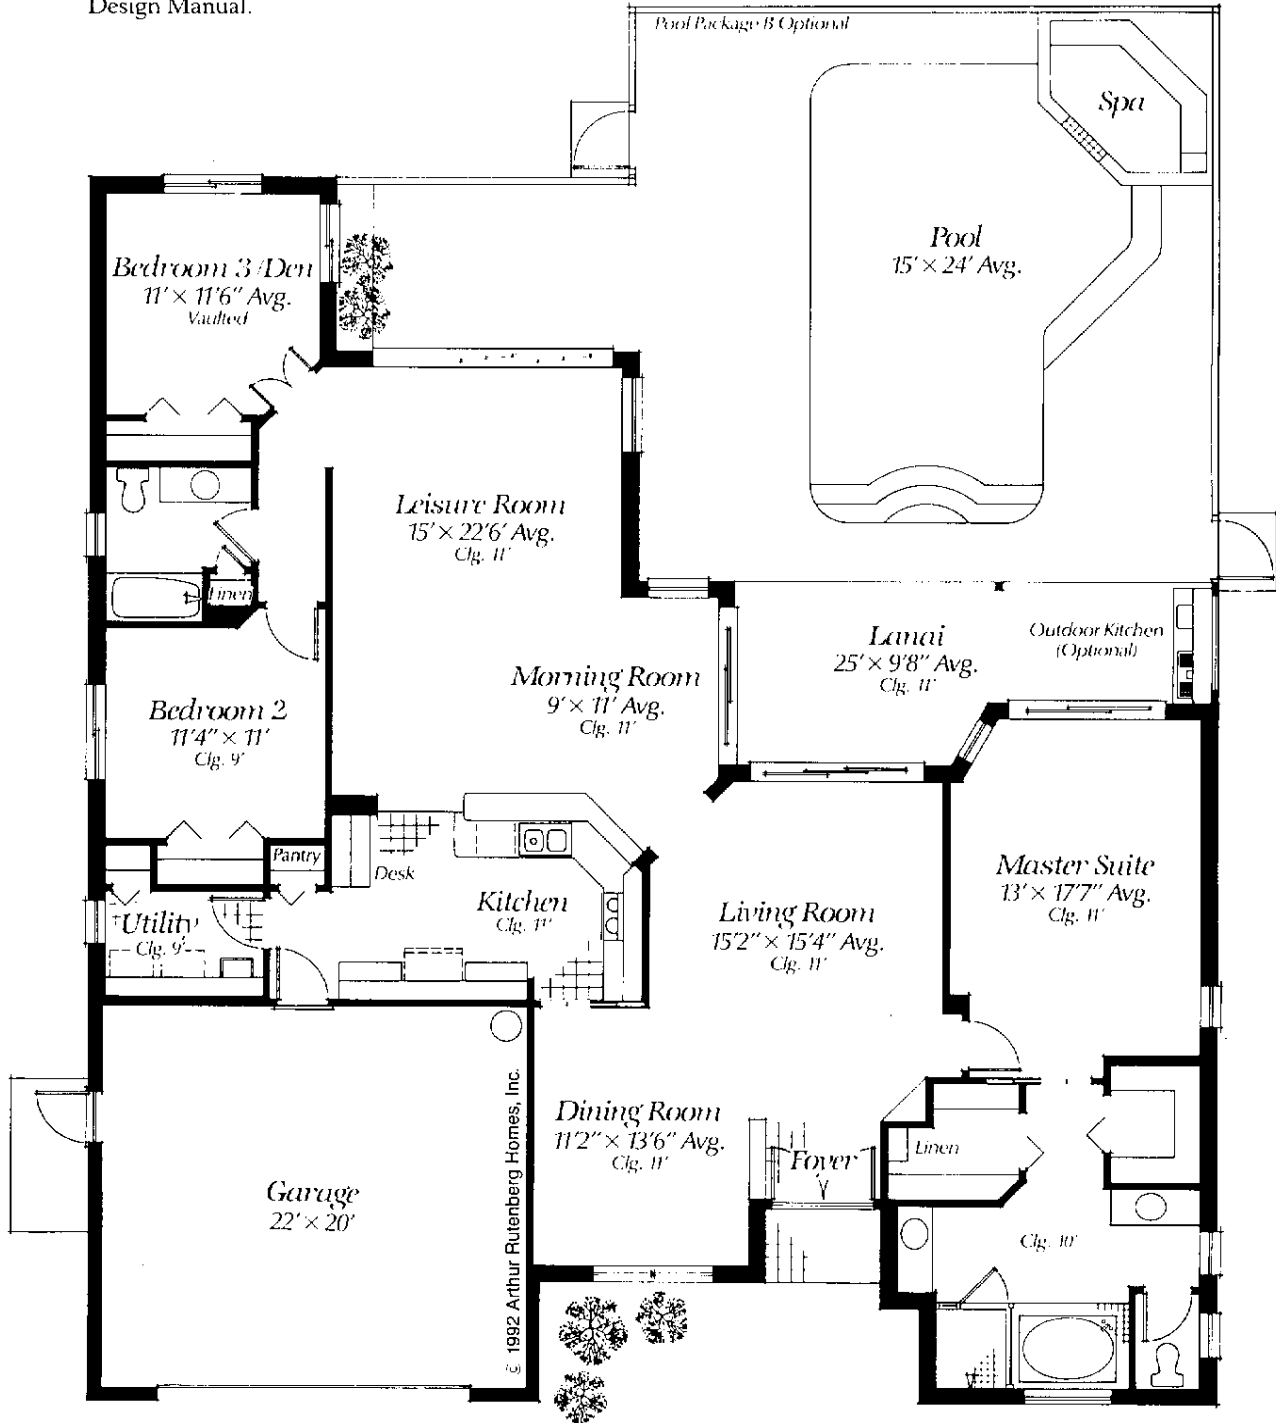 Design Manual.
Pool Package B Optional
Spa
Pool
15' × 24' Avg.
Bedroom 3/Den
11' × 11'6" Avg.
Vaulted
Leisure Room
15' × 22'6' Avg.
Clg. 11'
Linen
Lanai
25' × 9'8" Avg.
Clg. 11'
Outdoor Kitchen
(Optional)
Morning Room
9' × 11' Avg.
Clg. 11'
Bedroom 2
11'4" × 11'
Clg. 9'
Pantry
Desk
Kitchen
Clg. 11'
Utility
Clg. 9'
Living Room
15'2" × 15'4" Avg.
Clg. 11'
Master Suite
13' × 17'7" Avg.
Clg. 11'
Dining Room
11'2" × 13'6" Avg.
Clg. 11'
Foyer
Linen
Garage
22' × 20'
© 1992 Arthur Rutenberg Homes, Inc.
Clg. 10'